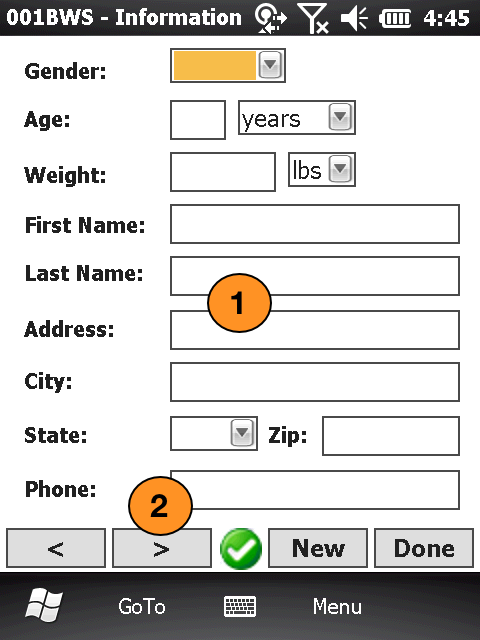 001BWS - Information 4:45
Gender:
Age: years
Weight: lbs
First Name:
Last Name:
1
Address:
City:
State: Zip:
Phone:
2
< > New Done
GoTo Menu